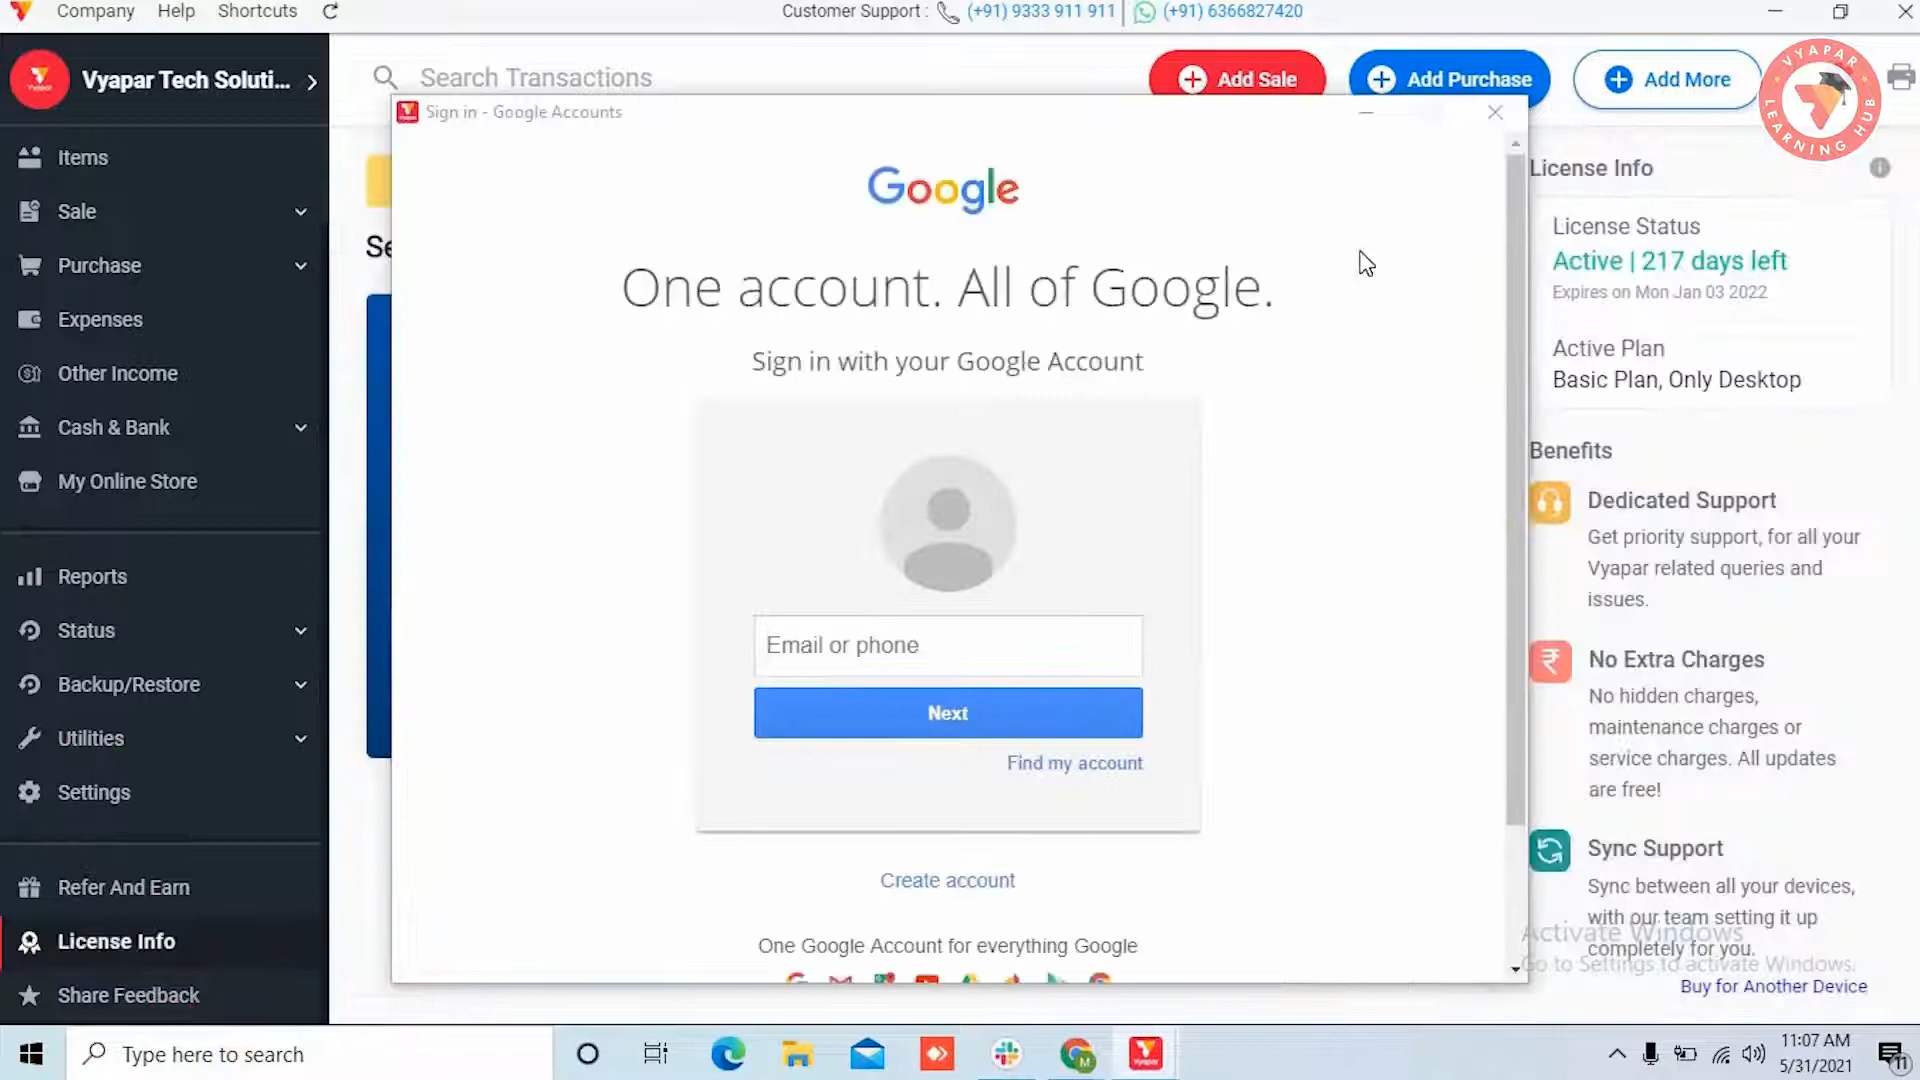 Company Help Shortcuts
Customer Support : (+91) 9333 911 911 | (+91) 6366827420
Vyapar Tech Soluti...
Search Transactions
Add Sale
Add Purchase
Add More
VYAPAR
LEARNING HUB
Items
Sale
Purchase
Expenses
Other Income
Cash & Bank
My Online Store
Reports
Status
Backup/Restore
Utilities
Settings
Refer And Earn
License Info
Share Feedback
Se
Sign in - Google Accounts
Google
One account. All of Google.
Sign in with your Google Account
Email or phone
Next
Find my account
Create account
One Google Account for everything Google
License Info
License Status
Active | 217 days left
Expires on Mon Jan 03 2022
Active Plan
Basic Plan, Only Desktop
Benefits
Dedicated Support
Get priority support, for all your
Vyapar related queries and
issues.
No Extra Charges
No hidden charges,
maintenance charges or
service charges. All updates
are free!
Sync Support
Sync between all your devices,
with our team setting it up
completely for you.
Activate Windows
Go to Settings to activate Windows.
Buy for Another Device
Type here to search
Vyapar
M
11:07 AM
5/31/2021
11